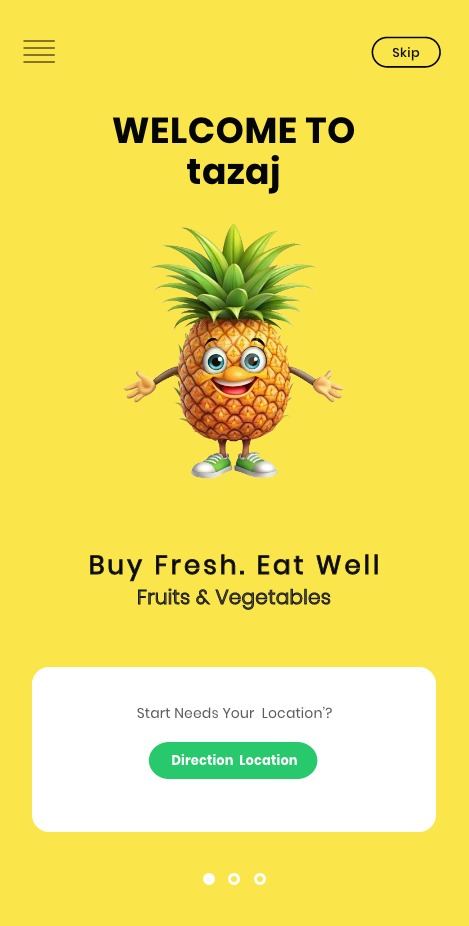 Skip
WELCOME TO
tazaj
Buy Fresh. Eat Well
Fruits & Vegetables
Start Needs Your Location'?
Direction Location